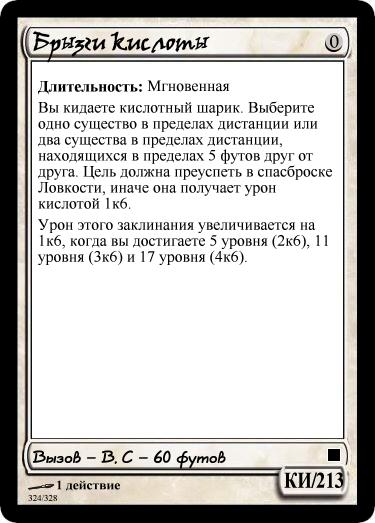 Брызги кислоты
0
Длительность: Мгновенная
Вы кидаете кислотный шарик. Выберите
одно существо в пределах дистанции или
два существа в пределах дистанции,
находящихся в пределах 5 футов друг от
друга. Цель должна преуспеть в спасброске
Ловкости, иначе она получает урон
кислотой 1к6.
Урон этого заклинания увеличивается на
1к6, когда вы достигаете 5 уровня (2к6), 11
уровня (3к6) и 17 уровня (4к6).
Вызов – В, С – 60 футов
КИ/213
1 действие
324/328